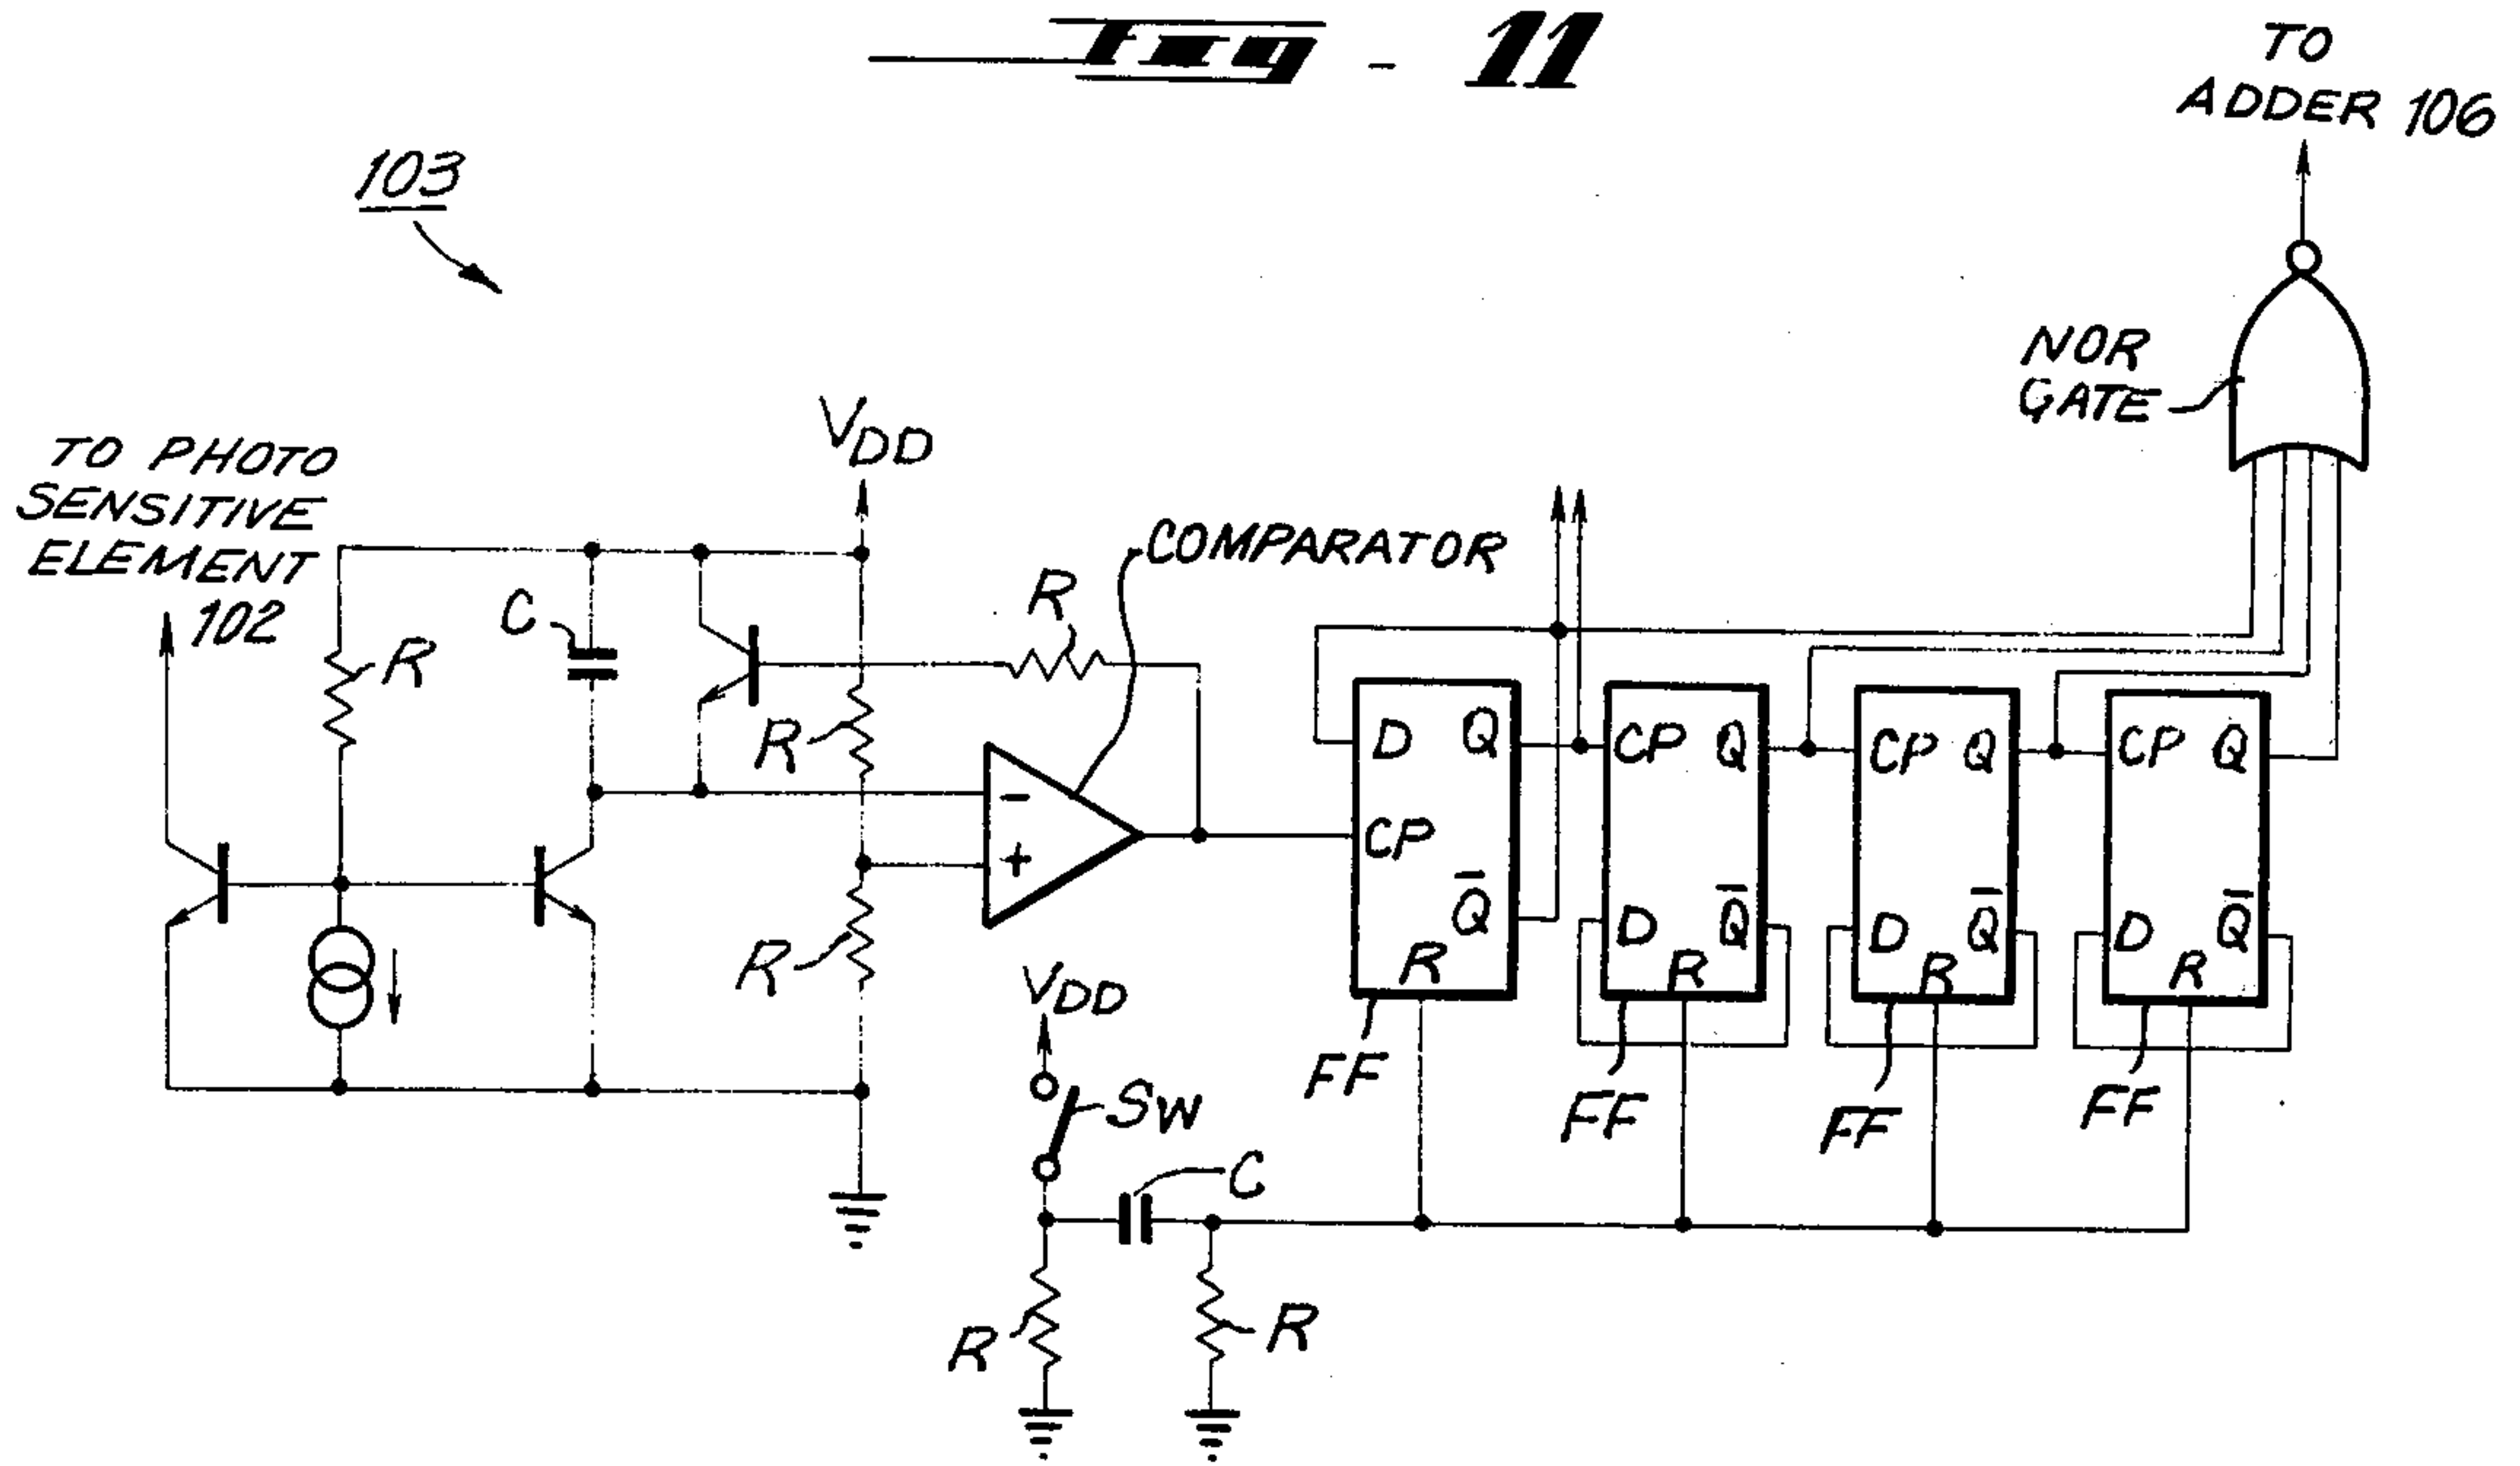 Fig - 11
TO
ADDER 106
103
NOR
GATE
VDD
TO PHOTO
SENSITIVE
ELEMENT
102
COMPARATOR
C
R
R
R
R
-
+
D Q
CP
Q̅
R
CP Q
D Q̅
R
CP Q
D Q̅
R
CP Q
D Q̅
R
FF
FF
FF
FF
VDD
SW
C
R
R